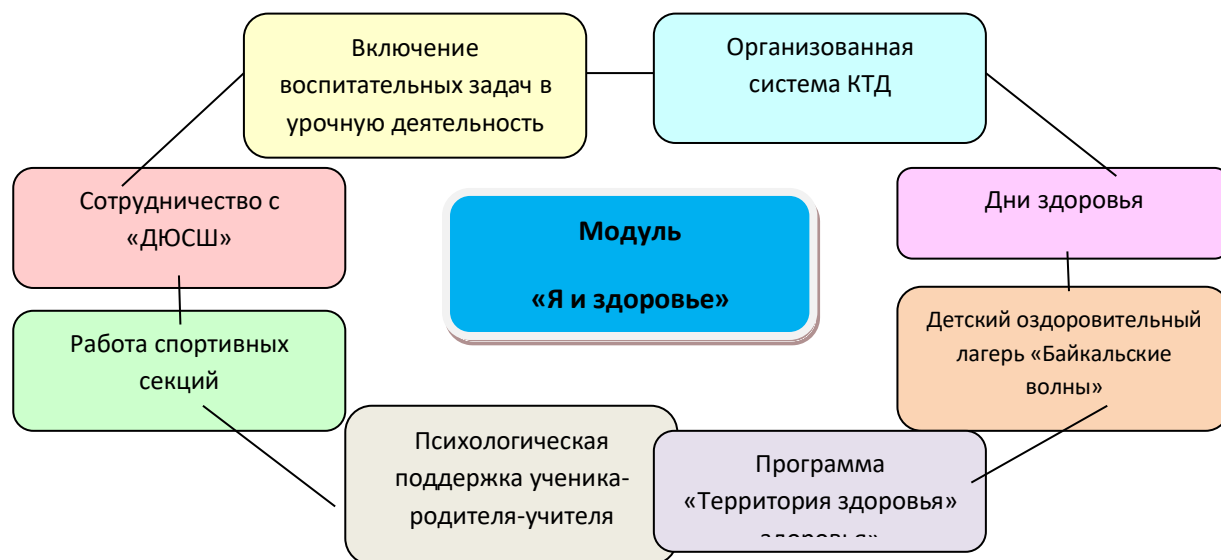 Включение
воспитательных задач в
урочную деятельность
Организованная
система КТД
Сотрудничество с
«ДЮСШ»
Модуль
«Я и здоровье»
Дни здоровья
Работа спортивных
секций
Детский оздоровительный
лагерь «Байкальские
волны»
Психологическая
поддержка ученика-
родителя-учителя
Программа
«Территория здоровья»
здоровья»